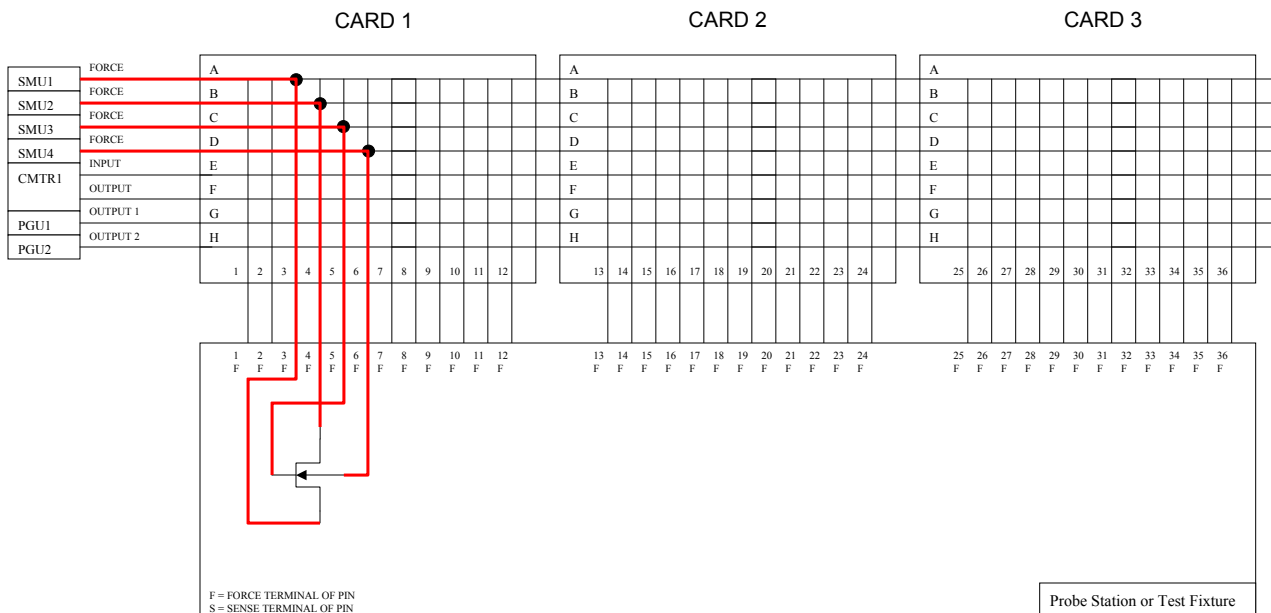 CARD 1 CARD 2 CARD 3
FORCE A A A
SMU1
FORCE B B B
SMU2
FORCE C C C
SMU3
FORCE D D D
SMU4
INPUT E E E
CMTR1
OUTPUT F F F
OUTPUT 1 G G G
PGU1
OUTPUT 2 H H H
PGU2
1 2 3 4 5 6 7 8 9 10 11 12 13 14 15 16 17 18 19 20 21 22 23 24 25 26 27 28 29 30 31 32 33 34 35 36
1 2 3 4 5 6 7 8 9 10 11 12 13 14 15 16 17 18 19 20 21 22 23 24 25 26 27 28 29 30 31 32 33 34 35 36
F F F F F F F F F F F F F F F F F F F F F F F F F F F F F F F F F F F F
F = FORCE TERMINAL OF PIN
S = SENSE TERMINAL OF PIN
Probe Station or Test Fixture